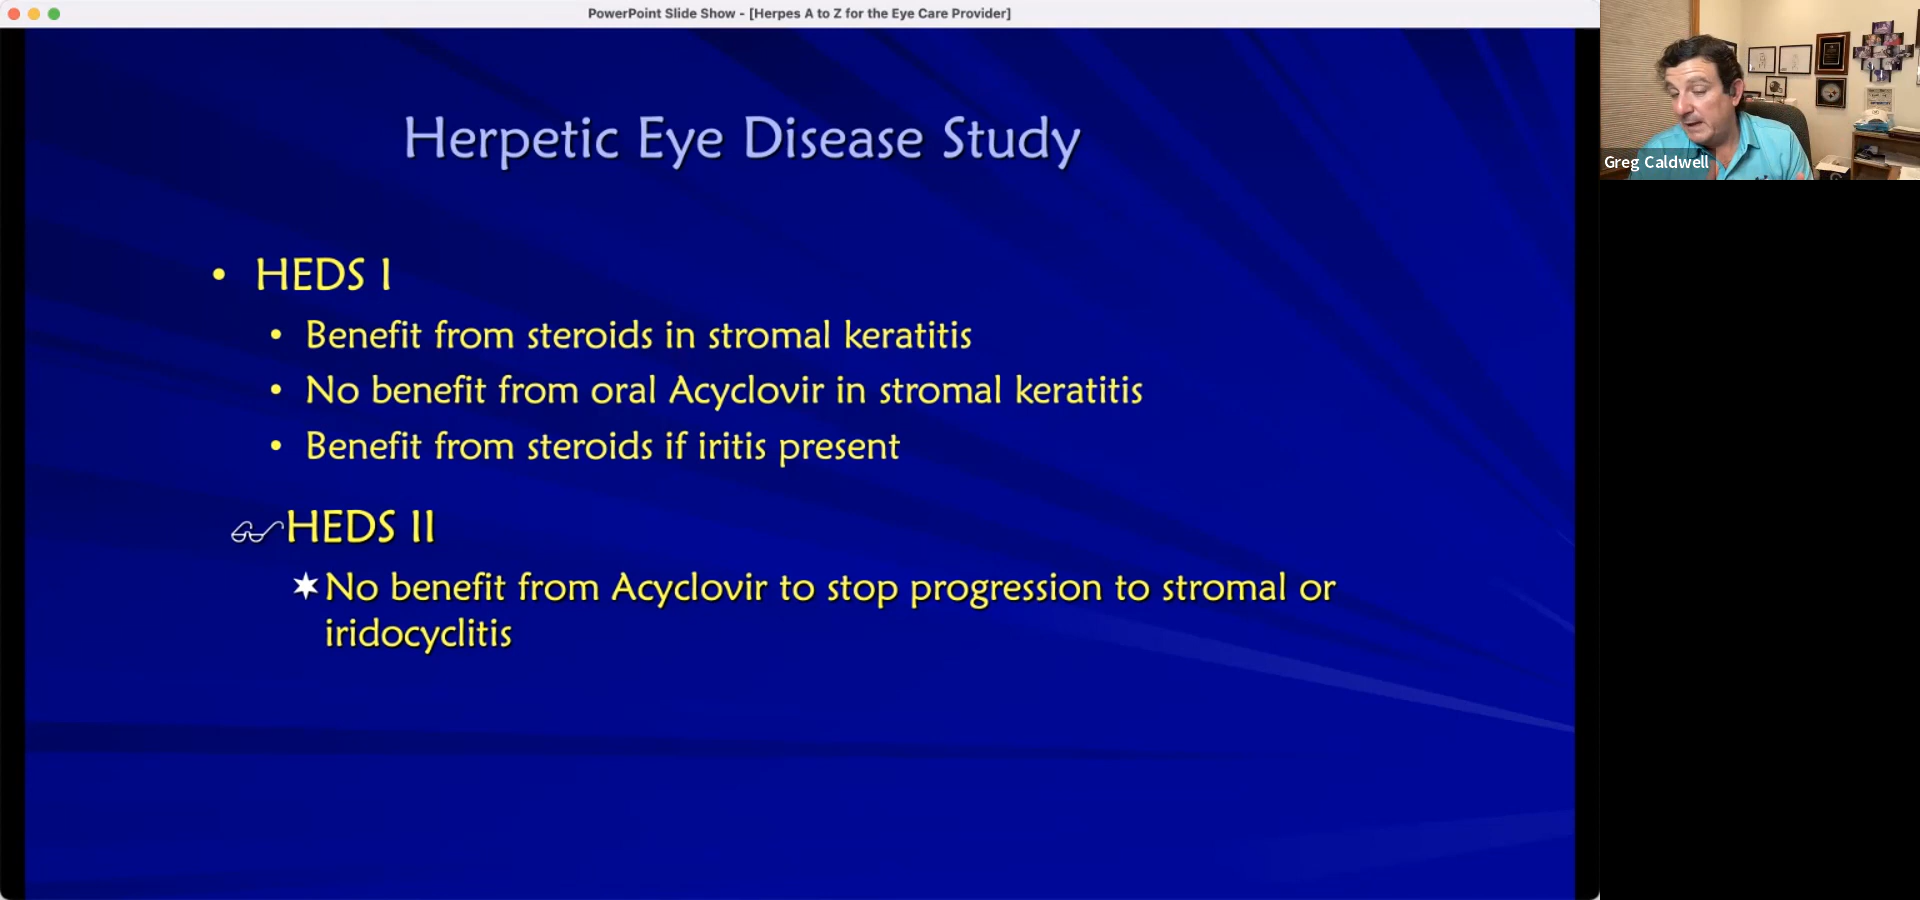 PowerPoint Slide Show - [Herpes A to Z for the Eye Care Provider]
Herpetic Eye Disease Study
• HEDS I
• Benefit from steroids in stromal keratitis
• No benefit from oral Acyclovir in stromal keratitis
• Benefit from steroids if iritis present
HEDS II
No benefit from Acyclovir to stop progression to stromal or
iridocyclitis
Greg Caldwell